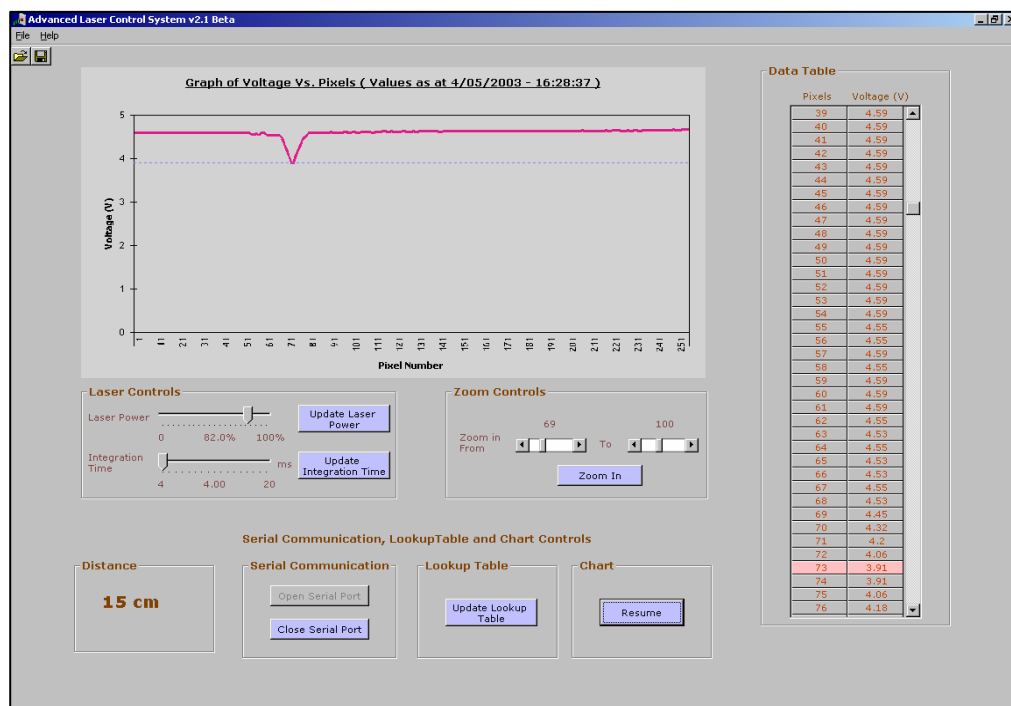 Advanced Laser Control System v2.1 Beta
File Help
Graph of Voltage Vs. Pixels ( Values as at 4/05/2003 - 16:28:37 )
5
4
3
2
1
0
Voltage (V)
1 21 31 51 61 71 81 91 101 111 121 131 141 151 161 171 181 191 201 211 221 231 241 251
Pixel Number
Data Table
Pixels Voltage (V)
39 4.59
40 4.59
41 4.59
42 4.59
43 4.59
44 4.59
45 4.59
46 4.59
47 4.59
48 4.59
49 4.59
50 4.59
51 4.59
52 4.59
53 4.59
54 4.59
55 4.55
56 4.55
57 4.59
58 4.55
59 4.59
60 4.59
61 4.59
62 4.55
63 4.53
64 4.55
65 4.53
66 4.53
67 4.55
68 4.53
69 4.45
70 4.32
71 4.2
72 4.06
73 3.91
74 3.91
75 4.06
76 4.18
Laser Controls
Laser Power
0 82.0% 100%
Update Laser
Power
Integration
Time
ms
4 4.00 20
Update
Integration Time
Zoom Controls
69 100
Zoom in
From
To
Zoom In
Serial Communication, LookupTable and Chart Controls
Distance
15 cm
Serial Communication
Open Serial Port
Close Serial Port
Lookup Table
Update Lookup
Table
Chart
Resume